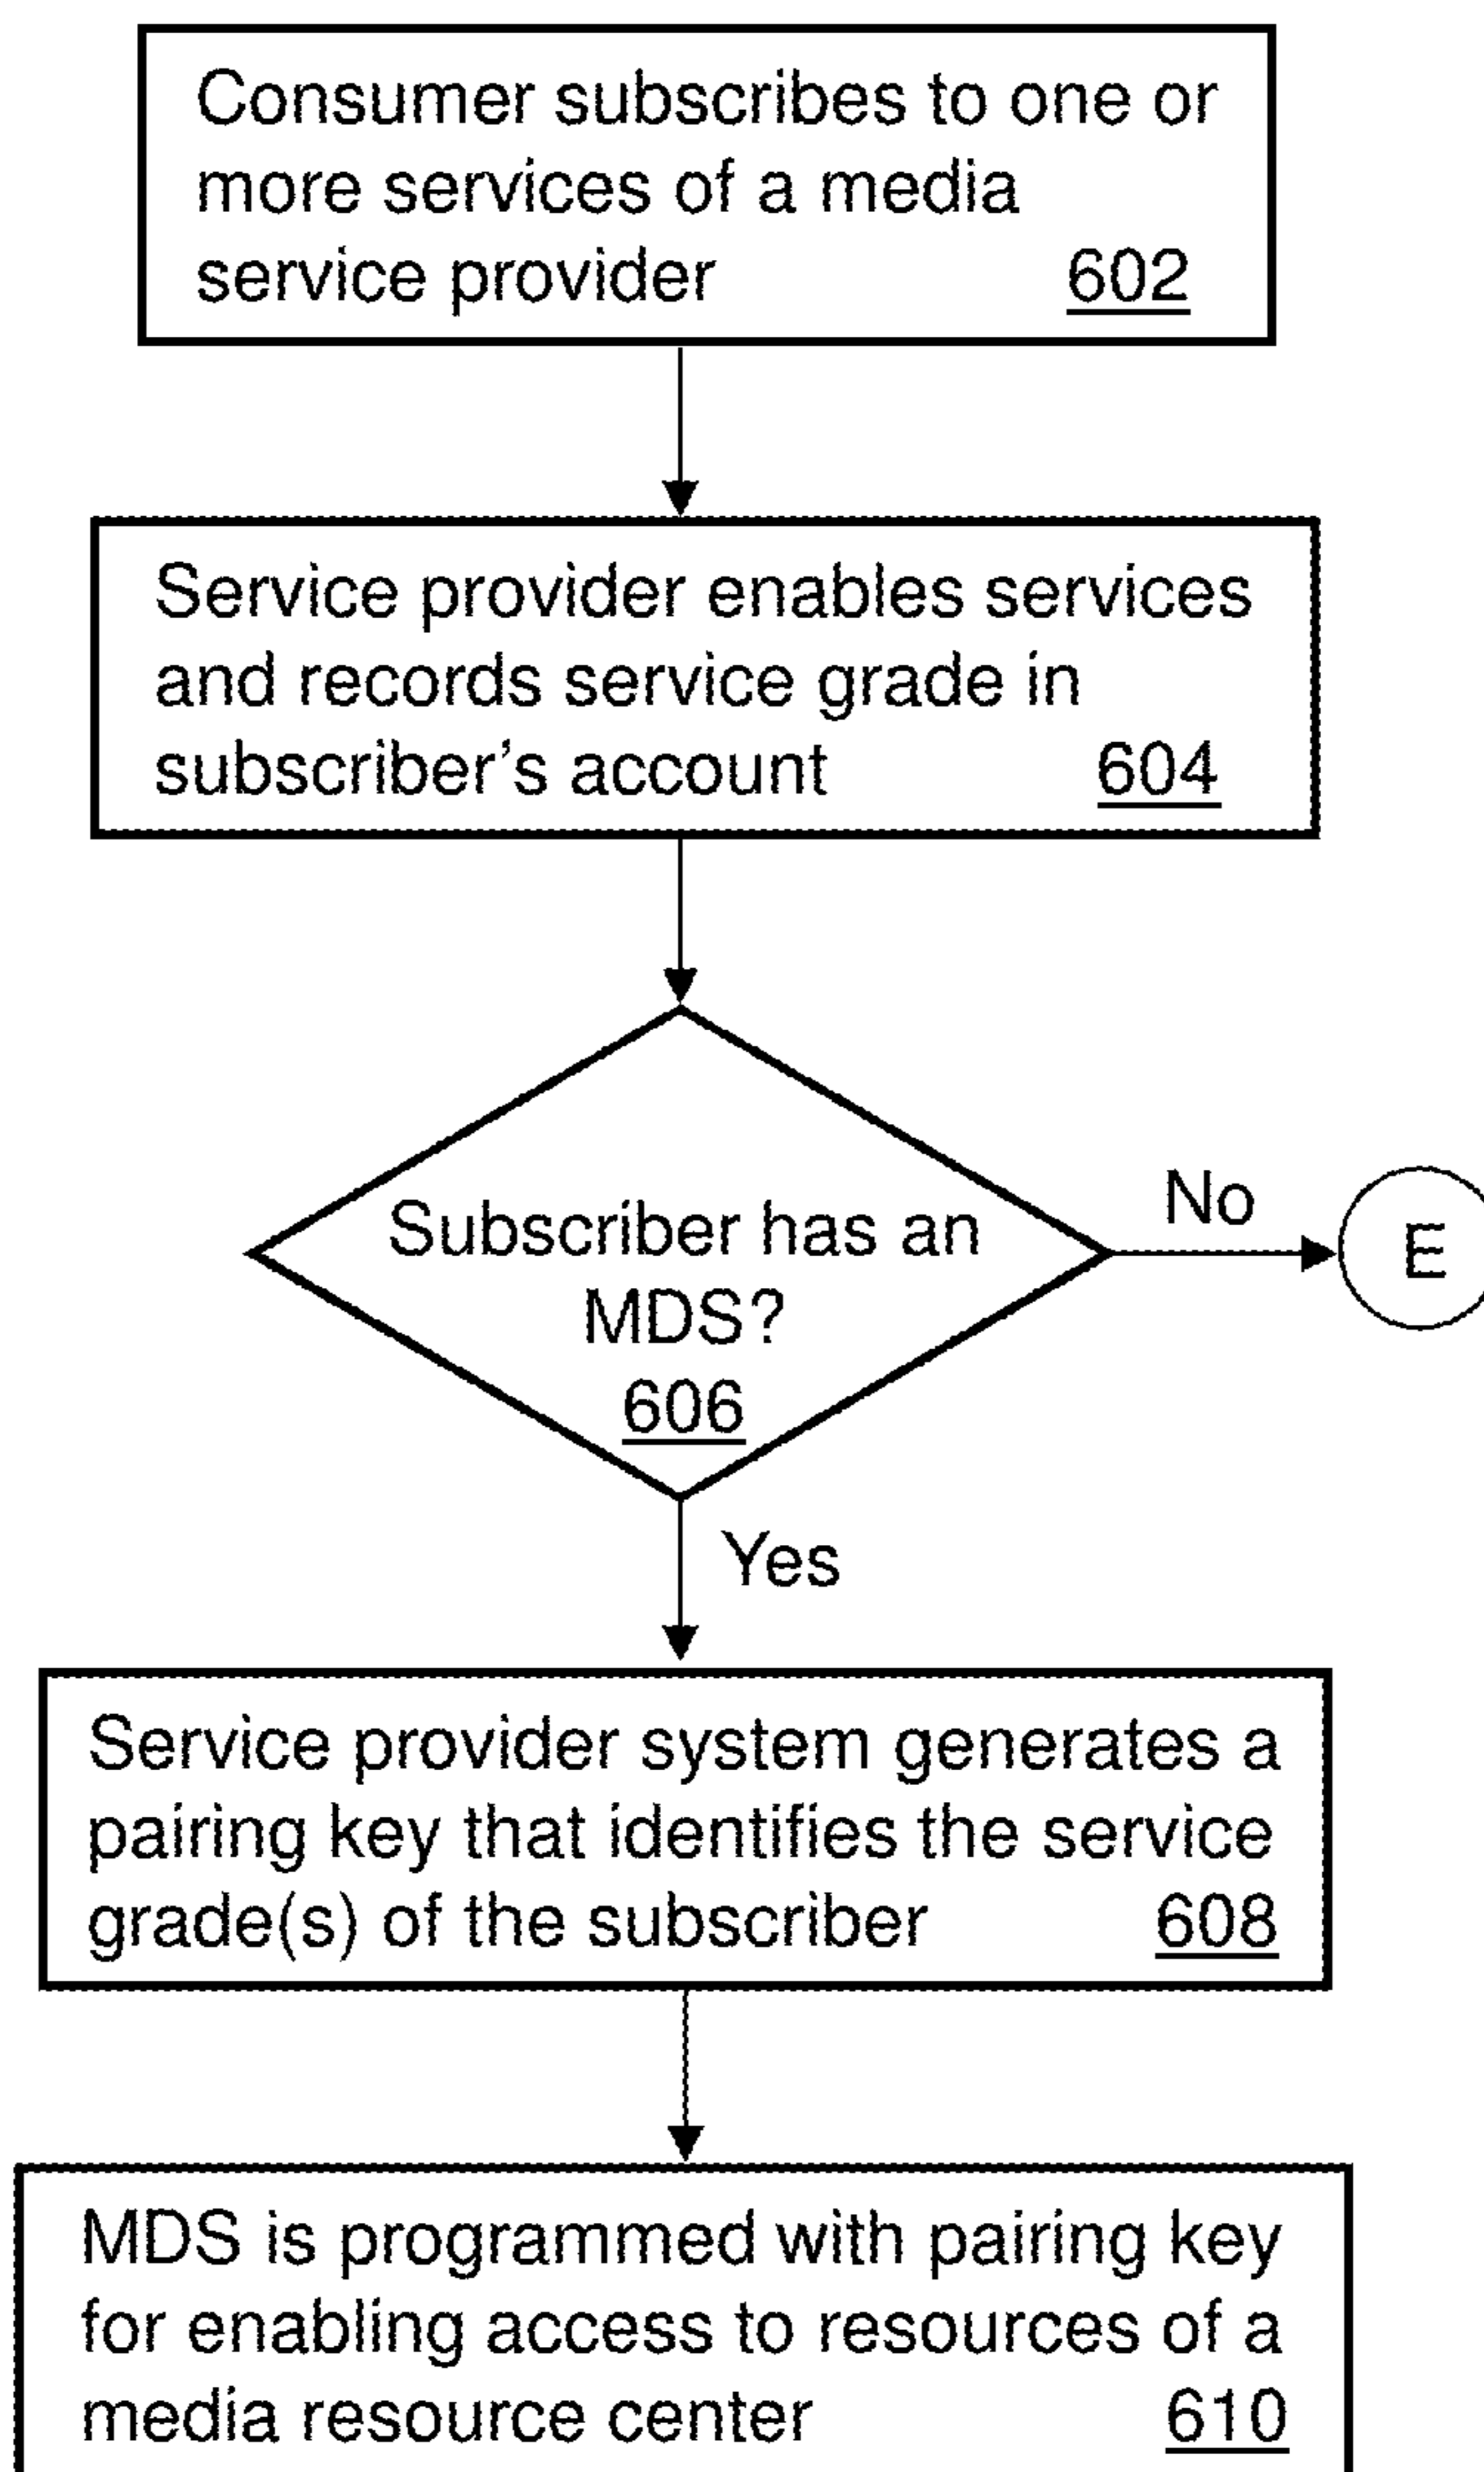 Consumer subscribes to one or
more services of a media
service provider 602
Service provider enables services
and records service grade in
subscriber's account 604
Subscriber has an
MDS?
606
No
E
Yes
Service provider system generates a
pairing key that identifies the service
grade(s) of the subscriber 608
MDS is programmed with pairing key
for enabling access to resources of a
media resource center 610